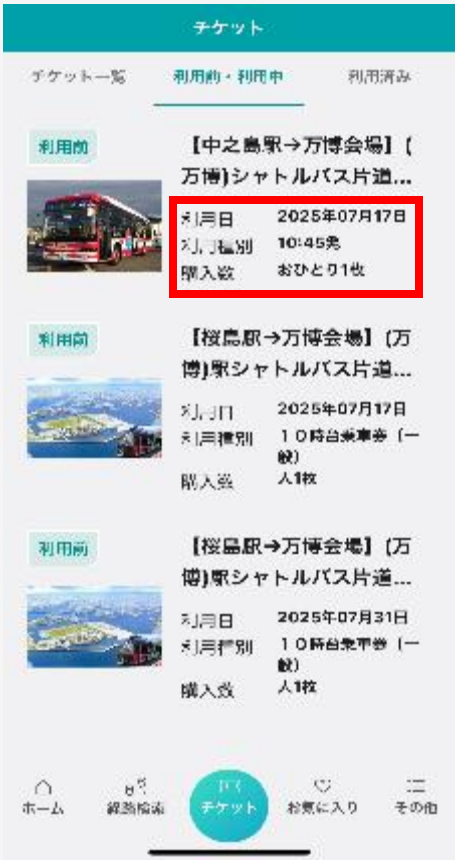 チケット
チケット一覧 利用前・利用中 利用済み
利用前
【中之島駅→万博会場】(
万博)シャトルバス片道...
利用日 2025年07月17日
利用種別 10:45発
購入数 おひとり1枚
利用前
【桜島駅→万博会場】(万
博)駅シャトルバス片道...
利用日 2025年07月17日
利用種別 10時台乗車券（一
般）
購入数 人1枚
利用前
【桜島駅→万博会場】(万
博)駅シャトルバス片道...
利用日 2025年07月31日
利用種別 10時台乗車券（一
般）
購入数 人1枚
ホーム 経路検索 チケット お気に入り その他